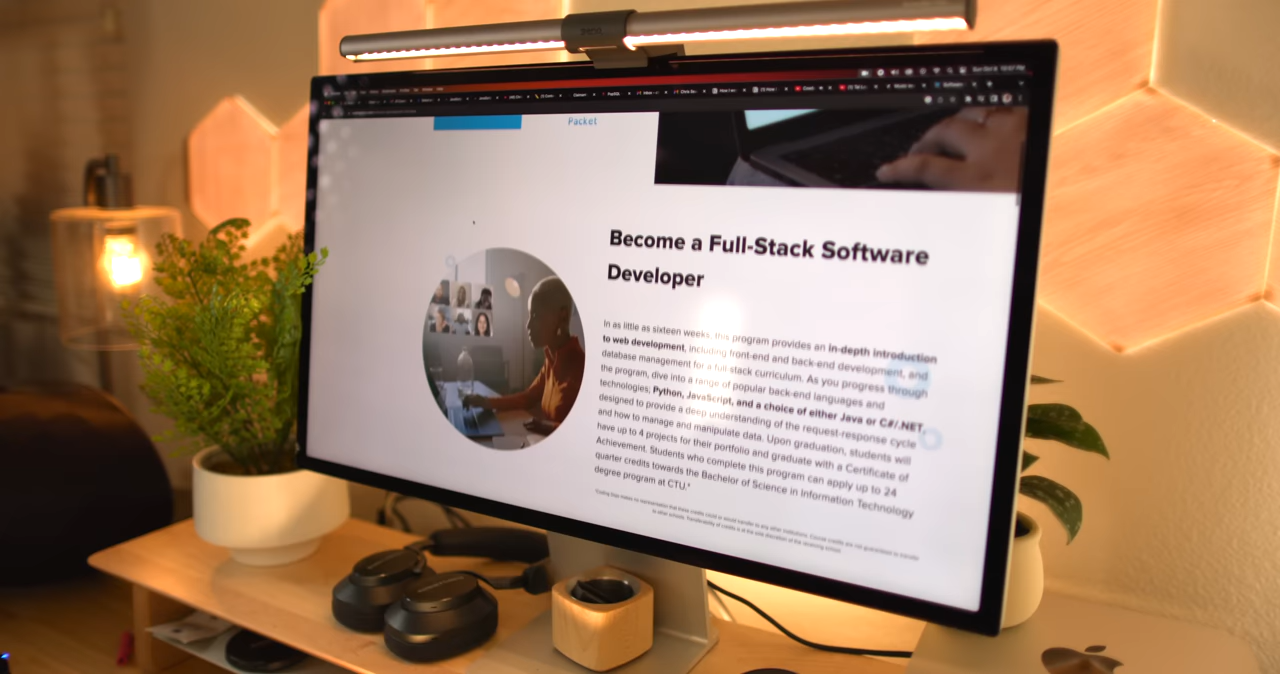 Packet
Become a Full-Stack Software
Developer
In as little as sixteen weeks, this program provides an in-depth introduction
to web development, including front-end and back-end development, and
database management for a full stack curriculum. As you progress through
the program, dive into a range of popular back-end languages and
technologies; Python, JavaScript, and a choice of either Java or C#/.NET,
designed to provide a deep understanding of the request-response cycle
and how to manage and manipulate data. Upon graduation, students will
have up to 4 projects for their portfolio and graduate with a Certificate of
Achievement. Students who complete this program can apply up to 24
quarter credits towards the Bachelor of Science in Information Technology
degree program at CTU.*